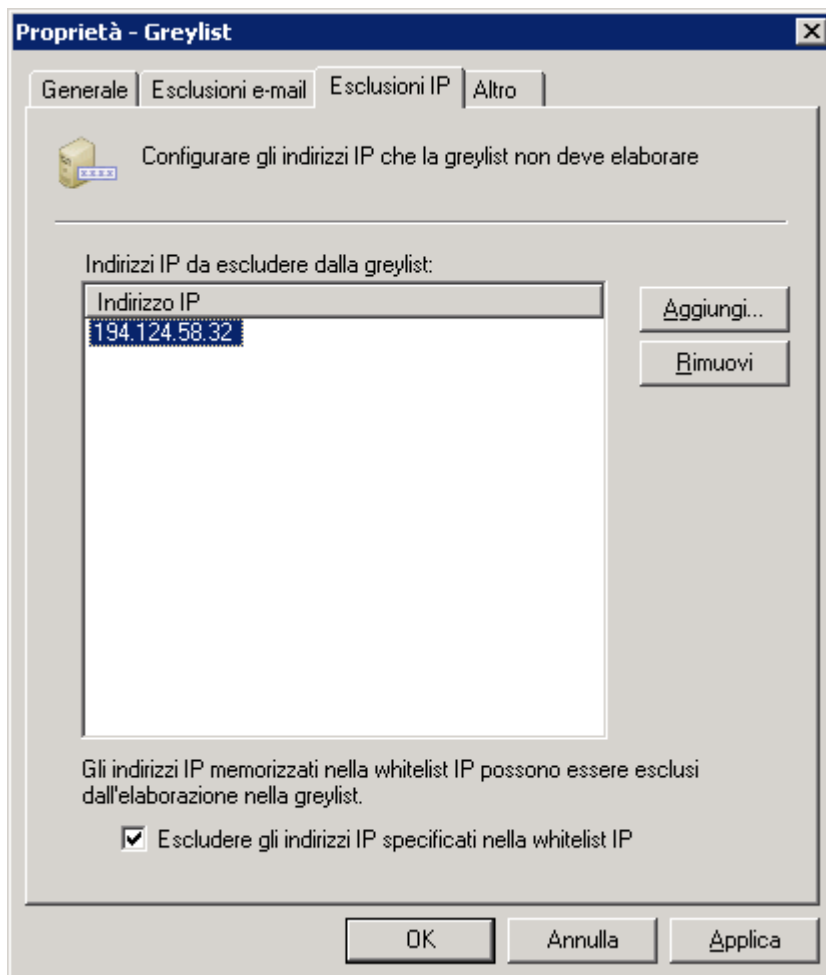 Proprietà - Greylist
Generale
Esclusioni e-mail
Esclusioni IP
Altro
Configurare gli indirizzi IP che la greylist non deve elaborare
Indirizzi IP da escludere dalla greylist:
Indirizzo IP
194.124.58.32
Aggiungi...
Rimuovi
Gli indirizzi IP memorizzati nella whitelist IP possono essere esclusi
dall'elaborazione nella greylist.
Escludere gli indirizzi IP specificati nella whitelist IP
OK
Annulla
Applica